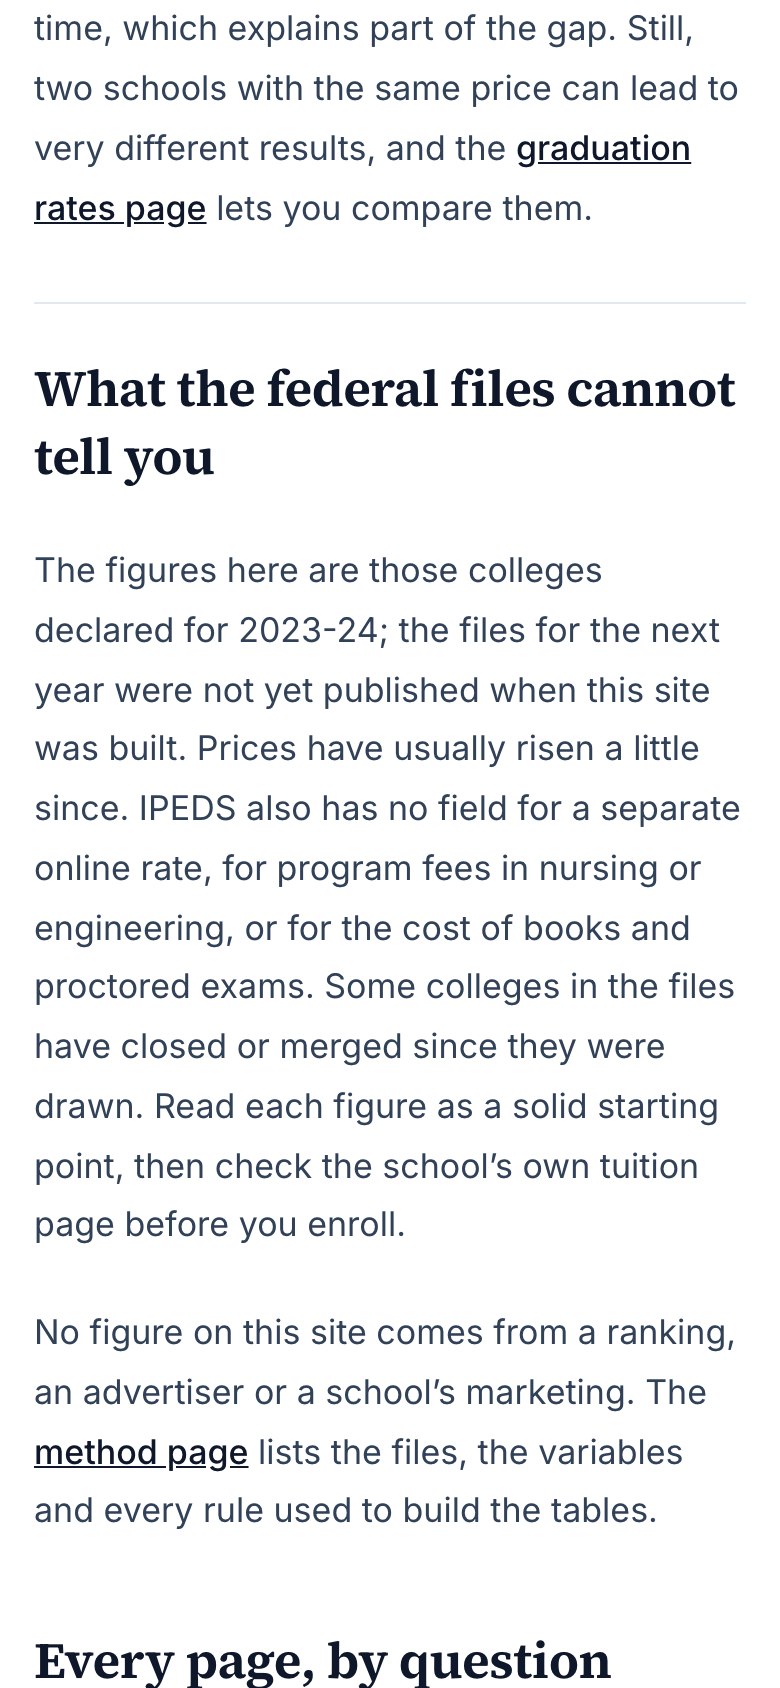 time, which explains part of the gap. Still,
two schools with the same price can lead to
very different results, and the graduation
rates page lets you compare them.
What the federal files cannot
tell you
The figures here are those colleges
declared for 2023-24; the files for the next
year were not yet published when this site
was built. Prices have usually risen a little
since. IPEDS also has no field for a separate
online rate, for program fees in nursing or
engineering, or for the cost of books and
proctored exams. Some colleges in the files
have closed or merged since they were
drawn. Read each figure as a solid starting
point, then check the school’s own tuition
page before you enroll.
No figure on this site comes from a ranking,
an advertiser or a school’s marketing. The
method page lists the files, the variables
and every rule used to build the tables.
Every page, by question